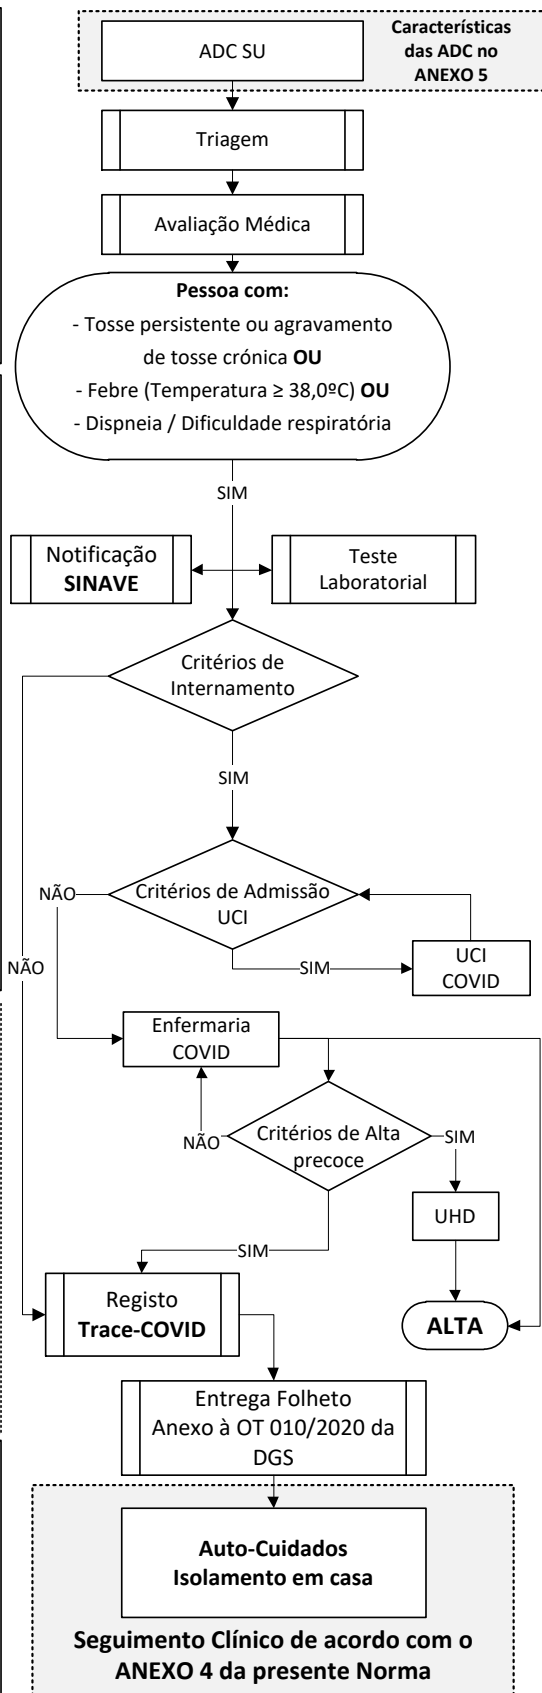 ADC SU
Características
das ADC no
ANEXO 5
Triagem
Avaliação Médica
Pessoa com:
- Tosse persistente ou agravamento
de tosse crónica OU
- Febre (Temperatura ≥ 38,0ºC) OU
- Dispneia / Dificuldade respiratória
SIM
Notificação
SINAVE
Teste
Laboratorial
Critérios de
Internamento
SIM
NÃO
Critérios de Admissão
UCI
NÃO
SIM
UCI
COVID
Enfermaria
COVID
NÃO
Critérios de Alta
precoce
SIM
UHD
SIM
Registo
Trace-COVID
ALTA
Entrega Folheto
Anexo à OT 010/2020 da
DGS
Auto-Cuidados
Isolamento em casa
Seguimento Clínico de acordo com o
ANEXO 4 da presente Norma